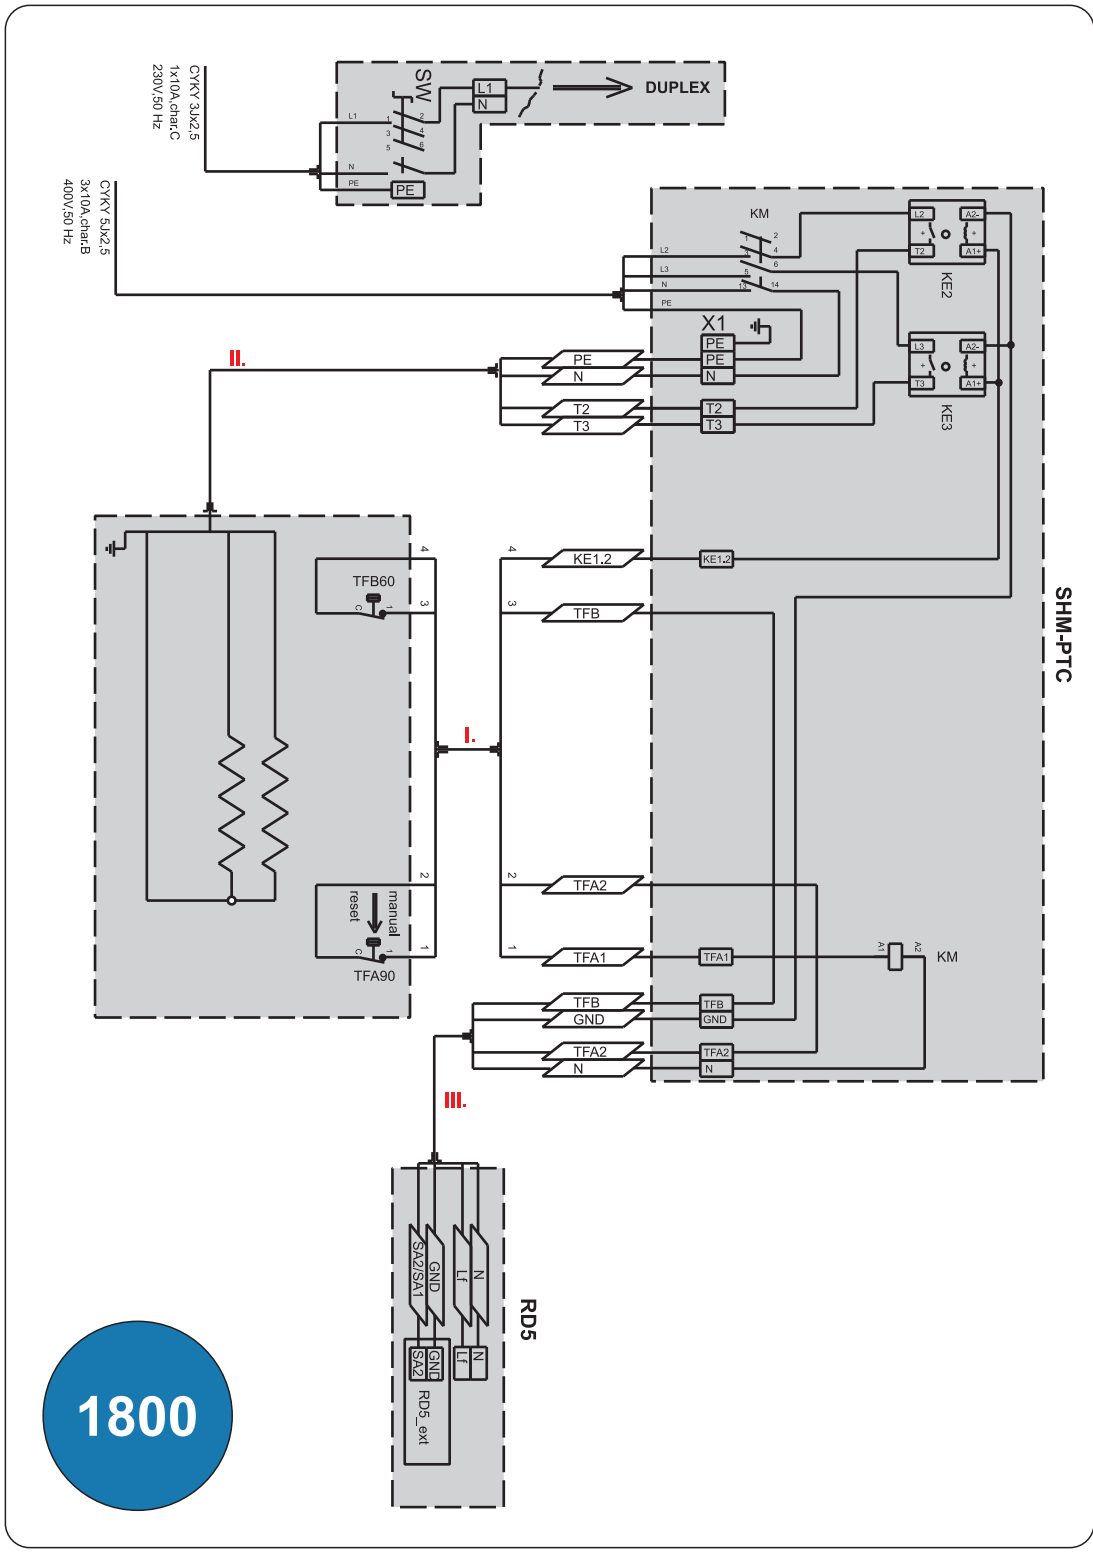 CYKY 3Jx2,5
1x10A,char.C
230V,50 Hz
CYKY 5Jx2,5
3x10A,char.B
400V,50 Hz
SW
L1
N
DUPLEX
L1
1
2
3
4
5
6
N
PE
PE
SHM-PTC
KM
1
2
3
4
5
6
13
14
L2
L3
N
PE
L2
A2-
+
+
T2
A1+
KE2
L3
A2-
+
+
T3
A1+
KE3
X1
PE
PE
N
T2
T3
PE
N
T2
T3
II.
4
4
KE1.2
KE1.2
TFB60
C
1
3
3
TFB
I.
2
2
TFA2
manual
reset
C
1
TFA90
1
1
TFA1
TFA1
A1
A2
KM
TFB
GND
TFA2
N
TFB
GND
TFA2
N
III.
SA2/SA1
GND
Lf
N
RD5
SA2
GND
Lf
N
RD5_ext
1800